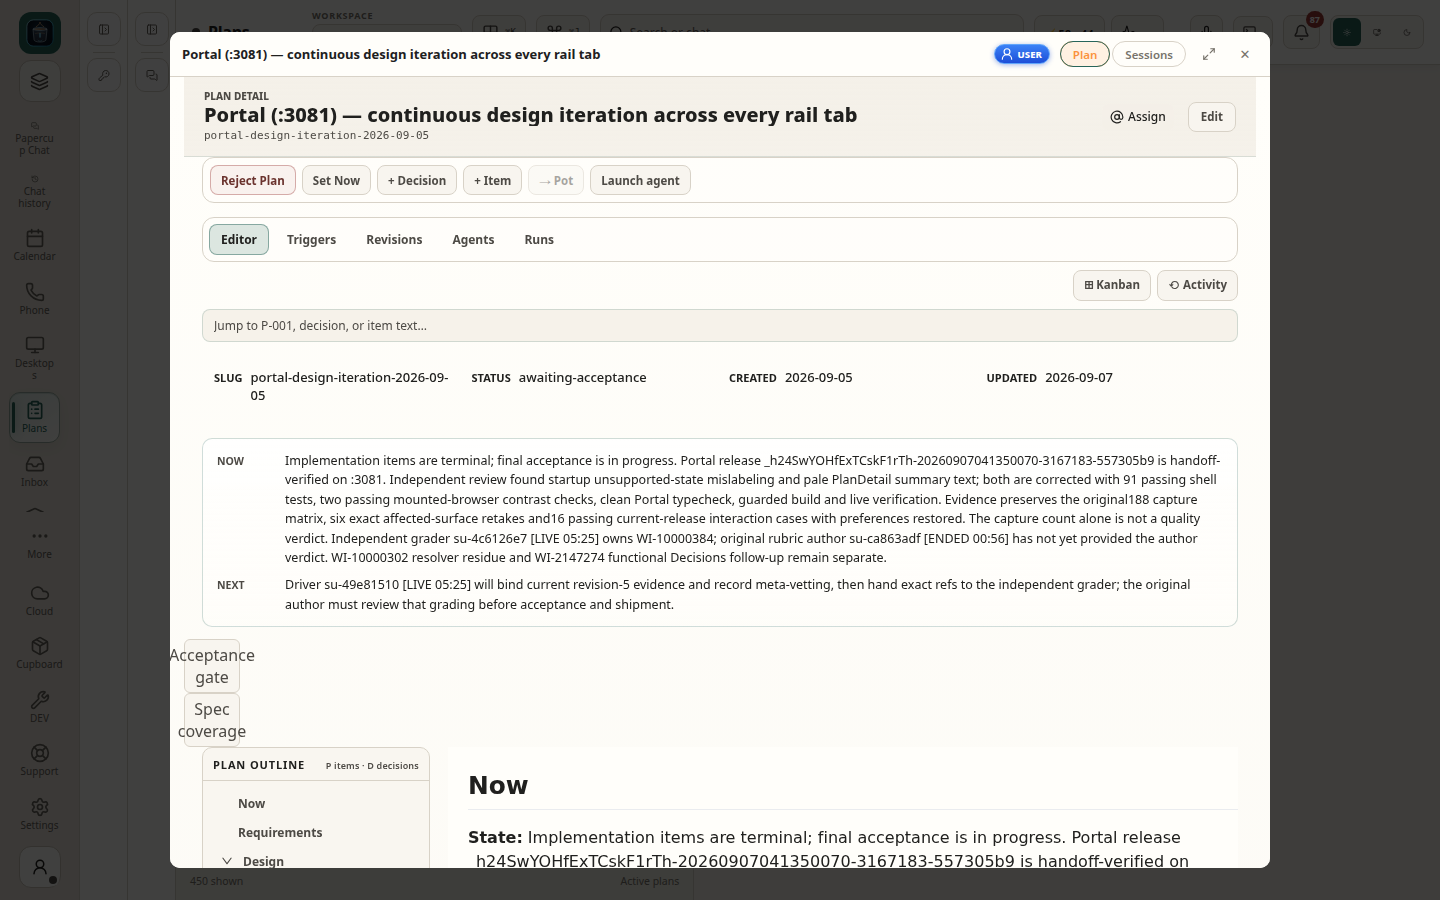 WORKSPACE
Portal (:3081) — continuous design iteration across every rail tab
USER
Plan
Sessions
87
PLAN DETAIL
Portal (:3081) — continuous design iteration across every rail tab
portal-design-iteration-2026-09-05
Assign
Edit
Reject Plan
Set Now
+ Decision
+ Item
→ Pot
Launch agent
Editor
Triggers
Revisions
Agents
Runs
Kanban
Activity
Jump to P-001, decision, or item text...
SLUG portal-design-iteration-2026-09-
05
STATUS awaiting-acceptance
CREATED 2026-09-05
UPDATED 2026-09-07
NOW Implementation items are terminal; final acceptance is in progress. Portal release _h24SwYOHfExTCskF1rTh-20260907041350070-3167183-557305b9 is handoff-
verified on :3081. Independent review found startup unsupported-state mislabeling and pale PlanDetail summary text; both are corrected with 91 passing shell
tests, two passing mounted-browser contrast checks, clean Portal typecheck, guarded build and live verification. Evidence preserves the original188 capture
matrix, six exact affected-surface retakes and16 passing current-release interaction cases with preferences restored. The capture count alone is not a quality
verdict. Independent grader su-4c6126e7 [LIVE 05:25] owns WI-10000384; original rubric author su-ca863adf [ENDED 00:56] has not yet provided the author
verdict. WI-10000302 resolver residue and WI-2147274 functional Decisions follow-up remain separate.
NEXT Driver su-49e81510 [LIVE 05:25] will bind current revision-5 evidence and record meta-vetting, then hand exact refs to the independent grader; the original
author must review that grading before acceptance and shipment.
Acceptance
gate
Spec
coverage
PLAN OUTLINE
P items · D decisions
Now
Requirements
Design
Now
State: Implementation items are terminal; final acceptance is in progress. Portal release
_h24SwYOHfExTCskF1rTh-20260907041350070-3167183-557305b9 is handoff-verified on
Papercu
p Chat
Chat
history
Calendar
Phone
Desktop
s
Plans
Inbox
More
Cloud
Cupboard
DEV
Support
Settings
450 shown
Active plans